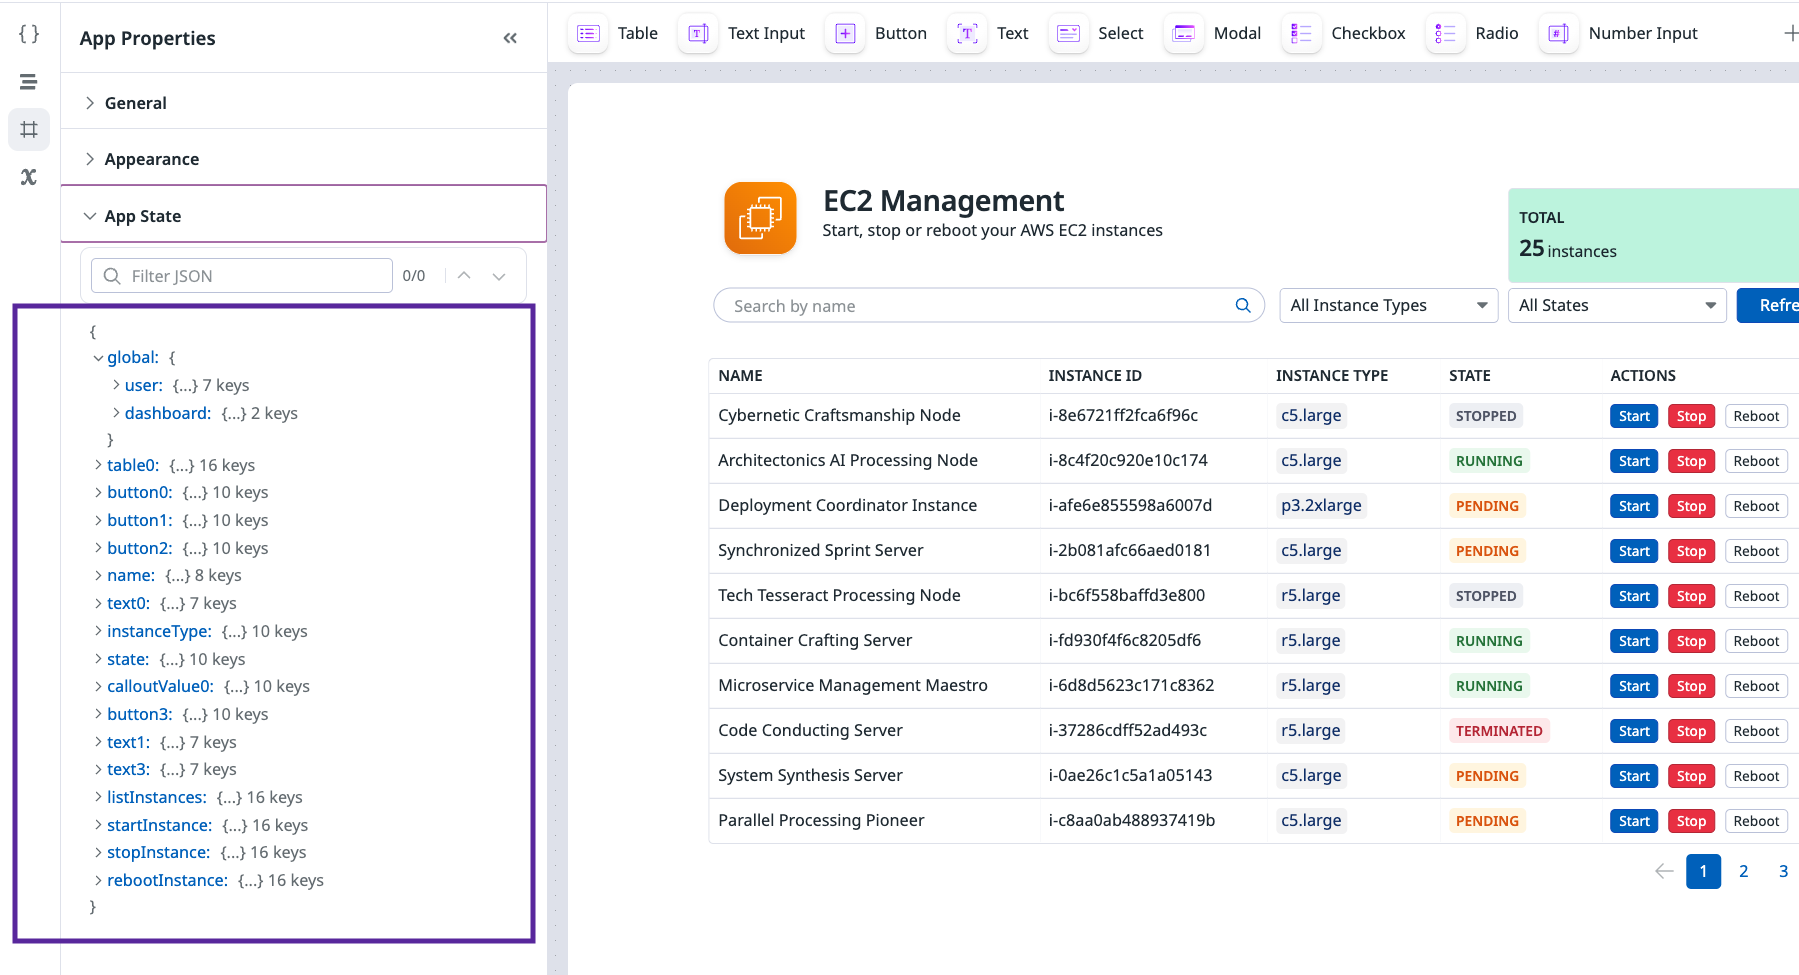 App Properties
General
Appearance
App State
Filter JSON
0/0
{
global: {
user: {...} 7 keys
dashboard: {...} 2 keys
}
table0: {...} 16 keys
button0: {...} 10 keys
button1: {...} 10 keys
button2: {...} 10 keys
name: {...} 8 keys
text0: {...} 7 keys
instanceType: {...} 10 keys
state: {...} 10 keys
calloutValue0: {...} 10 keys
button3: {...} 10 keys
text1: {...} 7 keys
text3: {...} 7 keys
listInstances: {...} 16 keys
startInstance: {...} 16 keys
stopInstance: {...} 16 keys
rebootInstance: {...} 16 keys
}
Table Text Input Button Text Select Modal Checkbox Radio Number Input
EC2 Management
Start, stop or reboot your AWS EC2 instances
TOTAL
25 instances
Search by name
All Instance Types
All States
Refre
NAME INSTANCE ID INSTANCE TYPE STATE ACTIONS
Cybernetic Craftsmanship Node i-8e6721ff2fca6f96c c5.large STOPPED Start Stop Reboot
Architectonics AI Processing Node i-8c4f20c920e10c174 c5.large RUNNING Start Stop Reboot
Deployment Coordinator Instance i-afe6e855598a6007d p3.2xlarge PENDING Start Stop Reboot
Synchronized Sprint Server i-2b081afc66aed0181 c5.large PENDING Start Stop Reboot
Tech Tesseract Processing Node i-bc6f558baffd3e800 r5.large STOPPED Start Stop Reboot
Container Crafting Server i-fd930f4f6c8205df6 r5.large RUNNING Start Stop Reboot
Microservice Management Maestro i-6d8d5623c171c8362 r5.large RUNNING Start Stop Reboot
Code Conducting Server i-37286cdff52ad493c r5.large TERMINATED Start Stop Reboot
System Synthesis Server i-0ae26c1c5a1a05143 c5.large PENDING Start Stop Reboot
Parallel Processing Pioneer i-c8aa0ab488937419b c5.large PENDING Start Stop Reboot
1 2 3